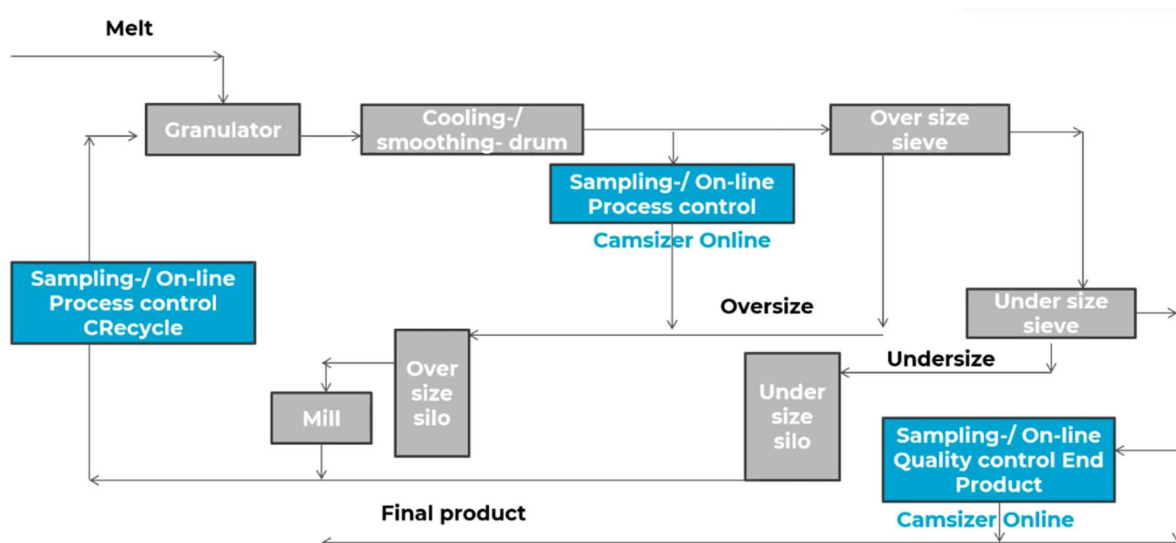 Melt
Granulator
Cooling-/
smoothing- drum
Over size
sieve
Sampling-/ On-line
Process control
Camsizer Online
Sampling-/ On-line
Process control
CRecycle
Oversize
Under size
sieve
Undersize
Over
size
silo
Mill
Under
size
silo
Sampling-/ On-line
Quality control End
Product
Camsizer Online
Final product